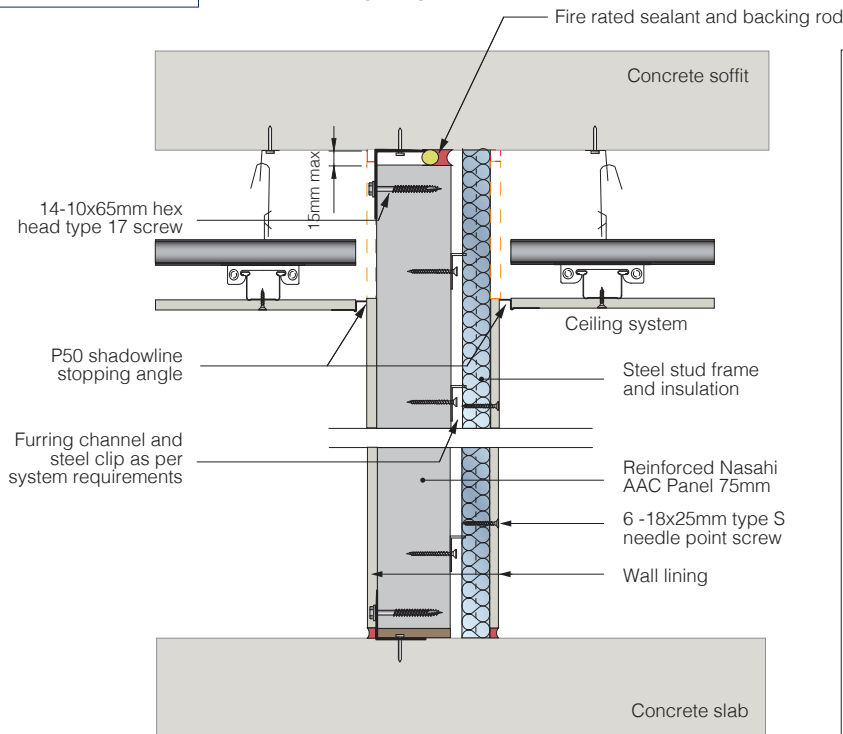 Fire rated sealant and backing rod
Concrete soffit
15mm max
14-10x65mm hex
head type 17 screw
Ceiling system
P50 shadowline
stopping angle
Steel stud frame
and insulation
Furring channel and
steel clip as per
system requirements
Reinforced Nasahi
AAC Panel 75mm
6 -18x25mm type S
needle point screw
Wall lining
Concrete slab